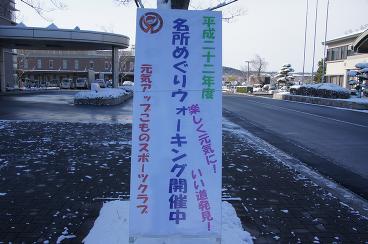 平成二十二年度
名所めぐりウォーキング開催中
楽しく元気に！
いい道発見！
元気アップこものスポーツクラブ